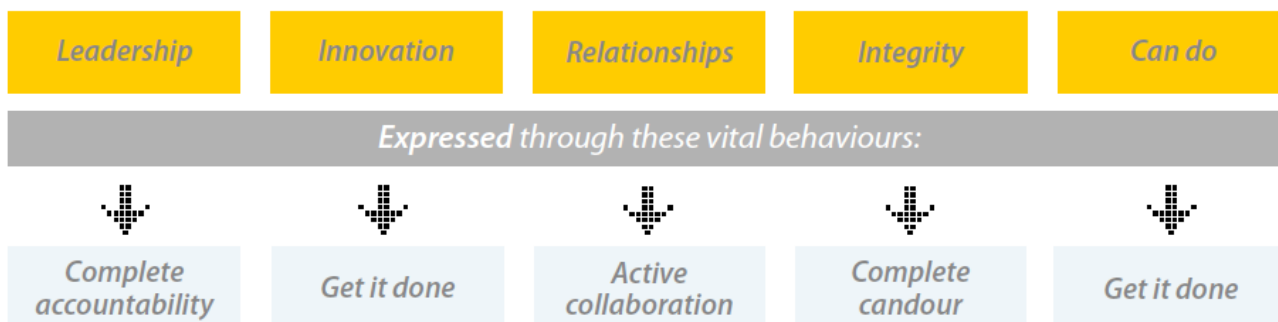 Leadership
Innovation
Relationships
Integrity
Can do
Expressed through these vital behaviours:
Complete
accountability
Get it done
Active
collaboration
Complete
candour
Get it done